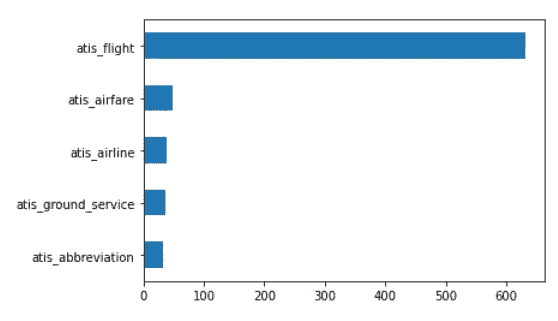 atis_flight
atis_airfare
atis_airline
atis_ground_service
atis_abbreviation
0 100 200 300 400 500 600